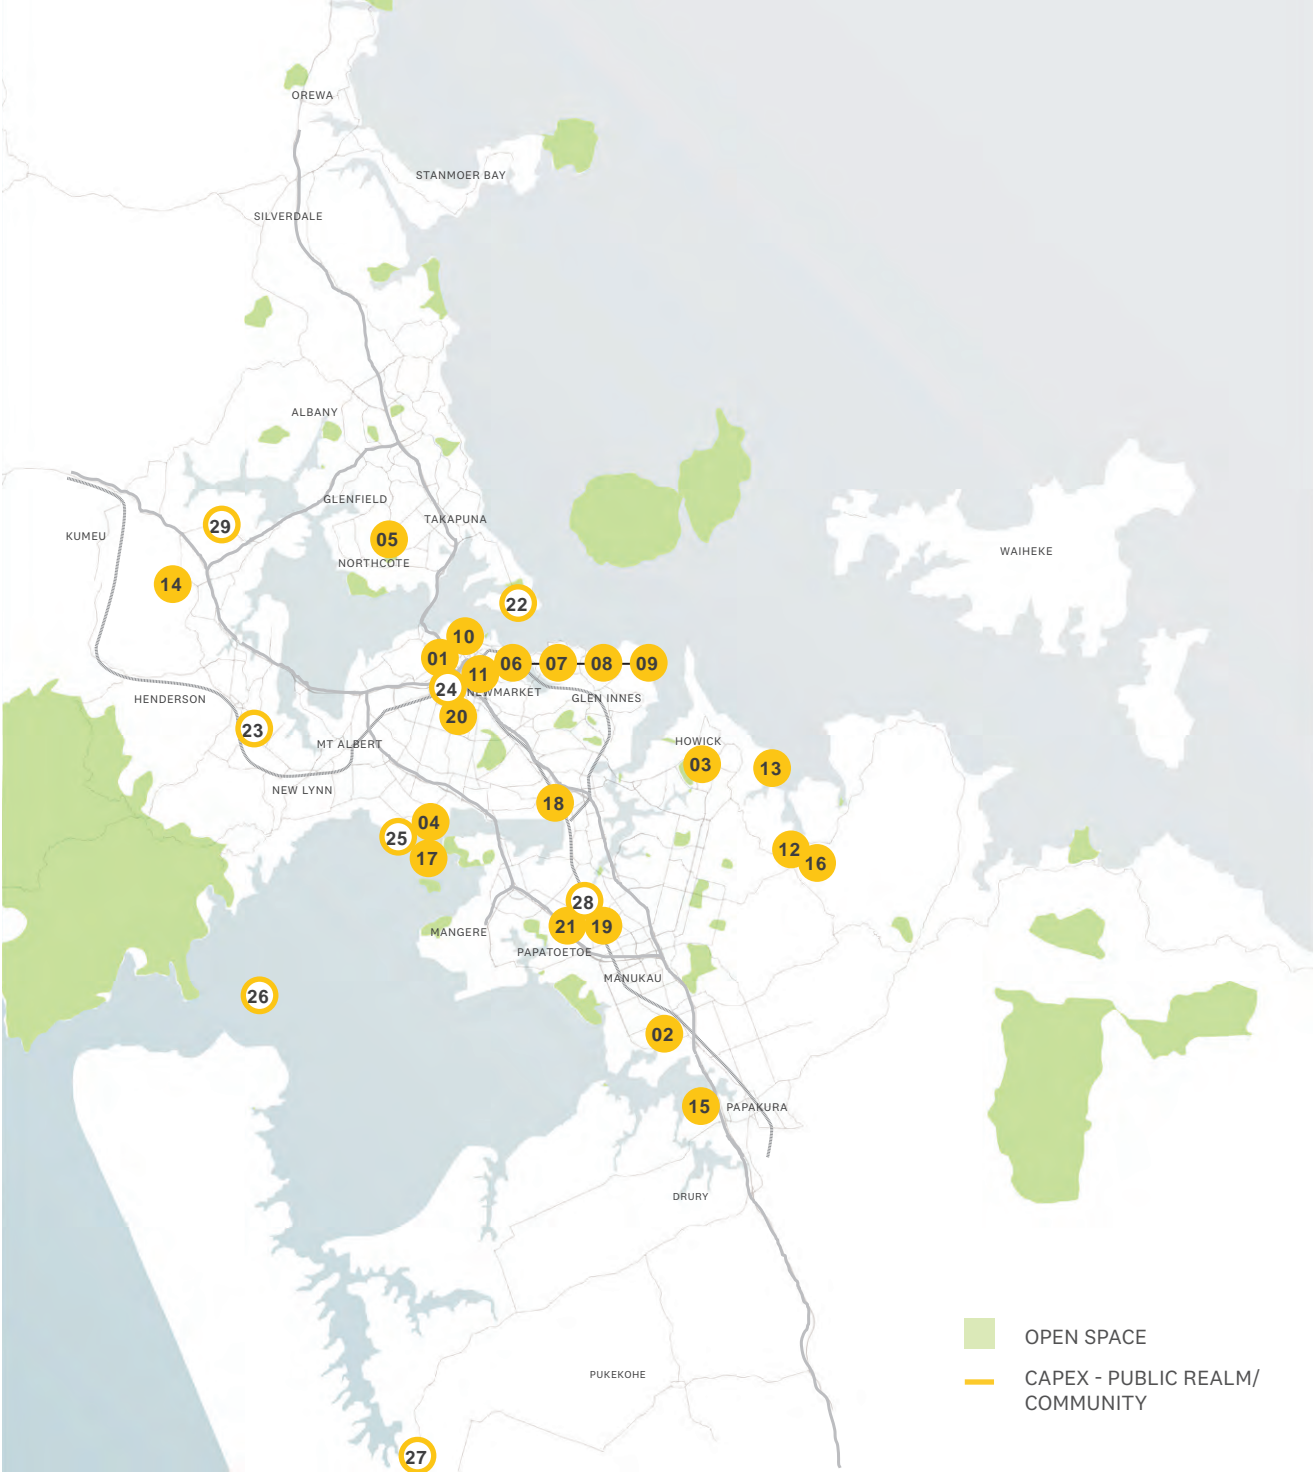 OREWA
STANMOER BAY
SILVERDALE
ALBANY
GLENFIELD
TAKAPUNA
29
KUMEU
05
WAIHEKE
NORTHCOTE
14
22
10
01
06
07
08
09
11
24
NEWMARKET
GLEN INNES
HENDERSON
20
23
MT ALBERT
HOWICK
03
13
NEW LYNN
18
04
25
12
17
16
28
21
19
MANGERE
PAPATOETOE
MANUKAU
26
02
15
PAPAKURA
DRURY
OPEN SPACE
PUKEKOHE
CAPEX - PUBLIC REALM/
COMMUNITY
27